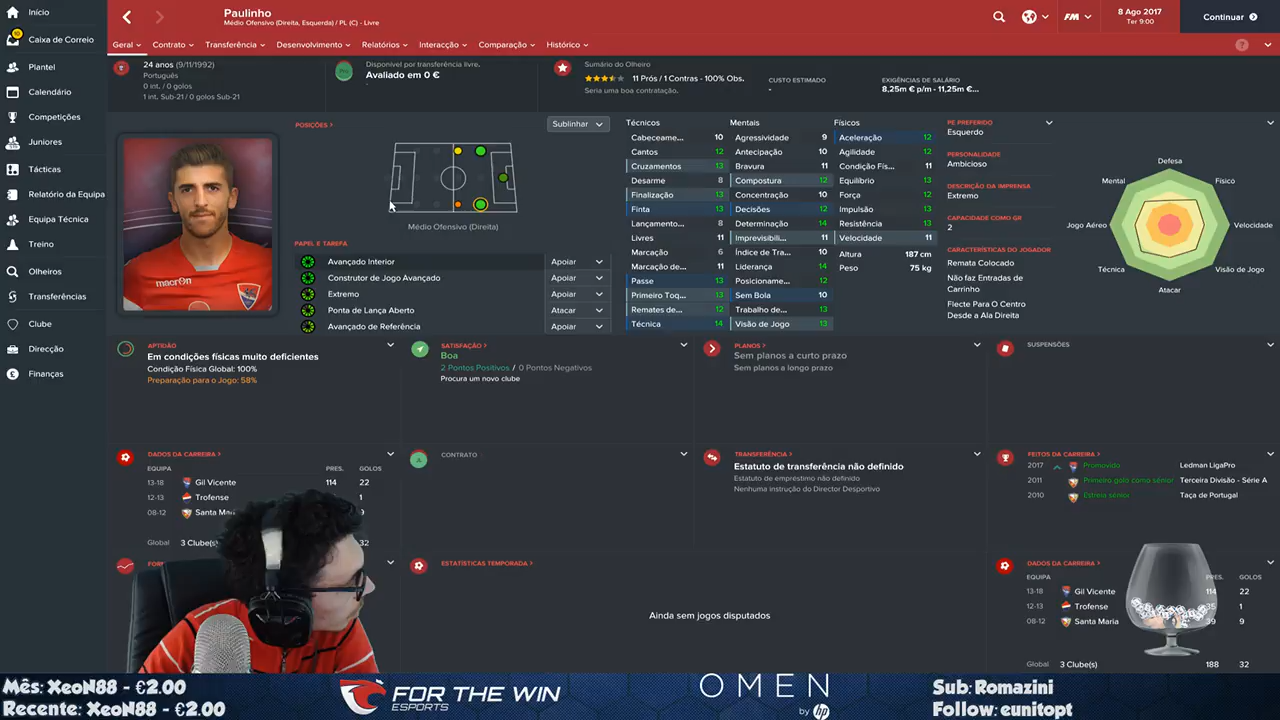 Início
10
Caixa de Correio
Plantel
Calendário
Competições
Juniores
Tácticas
Relatório da Equipa
Equipa Técnica
Treino
Olheiros
Transferências
Clube
Direcção
Finanças
Paulinho
Médio Ofensivo (Direita, Esquerda) / PL (C) - Livre
FM
8 Ago 2017
Ter 9:00
Continuar
Geral
Contrato
Transferência
Desenvolvimento
Relatórios
Interacção
Comparação
Histórico
?
24 anos (9/11/1992)
Português
0 int. / 0 golos
1 int. Sub-21 / 0 golos Sub-21
Disponível por transferência livre.
Avaliado em 0 €
-
Sumário do Olheiro
11 Prós / 1 Contras - 100% Obs.
Seria uma boa contratação.
CUSTO ESTIMADO
-
EXIGÊNCIAS DE SALÁRIO
8,25m € p/m - 11,25m €...
macron
POSIÇÕES >
Sublinhar
Médio Ofensivo (Direita)
PAPEL E TAREFA
Avançado Interior Apoiar
Construtor de Jogo Avançado Apoiar
Extremo Apoiar
Ponta de Lança Aberto Atacar
Avançado de Referência Apoiar
Técnicos
Cabeceame... 10
Cantos 12
Cruzamentos 13
Desarme 8
Finalização 13
Finta 13
Lançamento... 8
Livres 11
Marcação 6
Marcação de... 11
Passe 13
Primeiro Toq... 13
Remates de... 12
Técnica 14
Mentais
Agressividade 9
Antecipação 10
Bravura 11
Compostura 12
Concentração 10
Decisões 12
Determinação 14
Imprevisibili... 11
Índice de Tra... 10
Liderança 14
Posicioname... 12
Sem Bola 10
Trabalho de... 13
Visão de Jogo 13
Físicos
Aceleração 12
Agilidade 12
Condição Fís... 11
Equilíbrio 13
Força 12
Impulsão 13
Resistência 13
Velocidade 11
Altura 187 cm
Peso 75 kg
PE PREFERIDO
Esquerdo
PERSONALIDADE
Ambicioso
DESCRIÇÃO DA IMPRENSA
Extremo
CAPACIDADE COMO GR
2
CARACTERÍSTICAS DO JOGADOR
Remata Colocado
Não faz Entradas de
Carrinho
Flecte Para O Centro
Desde a Ala Direita
Defesa
Mental
Físico
Jogo Aéreo
Velocidade
Técnica
Visão de Jogo
Atacar
APTIDÃO
Em condições físicas muito deficientes
Condição Física Global: 100%
Preparação para o Jogo: 58%
SATISFAÇÃO >
Boa
2 Pontos Positivos / 0 Pontos Negativos
Procura um novo clube
PLANOS >
Sem planos a curto prazo
Sem planos a longo prazo
SUSPENSÕES
DADOS DA CARREIRA >
EQUIPA PRES. GOLOS
13-18 Gil Vicente 114 22
12-13 Trofense 1
08-12 Santa Mari
Global 3 Clube(s) 32
CONTRATO
TRANSFERÊNCIA >
Estatuto de transferência não definido
Estatuto de empréstimo não definido
Nenhuma instrução do Director Desportivo
FEITOS DA CARREIRA >
2017 Promovido Ledman LigaPro
2011 Primeiro golo como sénior Terceira Divisão - Série A
2010 Estreia sénior Taça de Portugal
ESTATÍSTICAS TEMPORADA >
Ainda sem jogos disputados
DADOS DA CARREIRA >
EQUIPA PRES. GOLOS
13-18 Gil Vicente 114 22
12-13 Trofense 35 1
08-12 Santa Maria 39 9
Global 3 Clube(s) 188 32
Mês: XeoN88 - €2.00
Recente: XeoN88 - €2.00
FOR THE WIN
ESPORTS
OMEN
by hp
Sub: Romazini
Follow: eunitopt